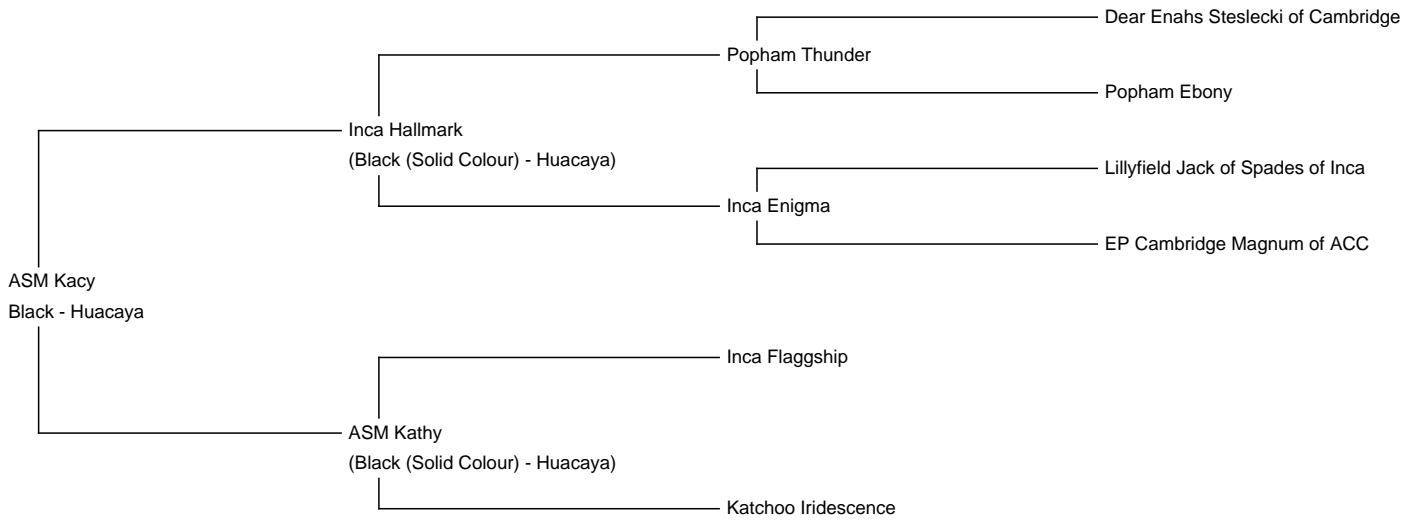 Dear Enahs Steslecki of Cambridge
Popham Thunder
Popham Ebony
Inca Hallmark
(Black (Solid Colour) - Huacaya)
Lillyfield Jack of Spades of Inca
Inca Enigma
EP Cambridge Magnum of ACC
ASM Kacy
Black - Huacaya
Inca Flaggship
ASM Kathy
(Black (Solid Colour) - Huacaya)
Katchoo Iridescence